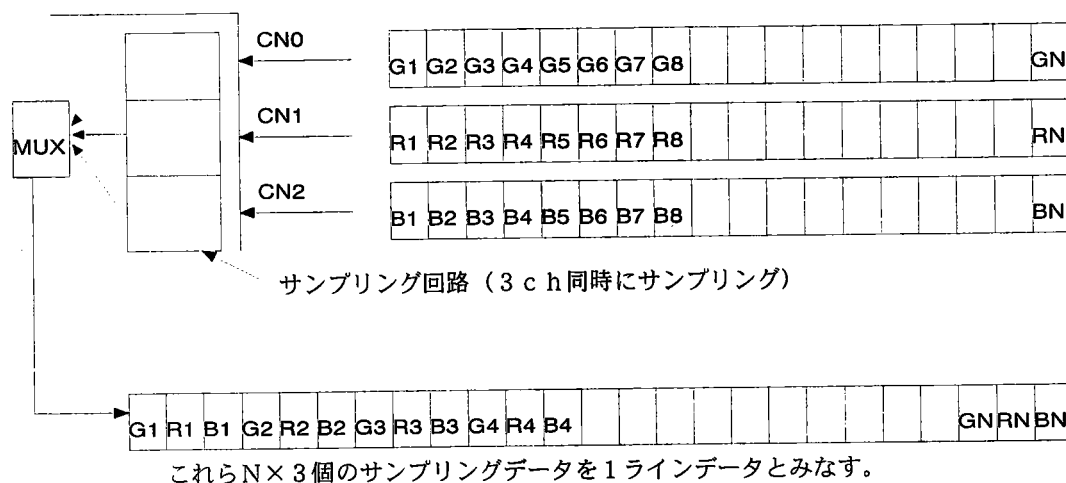 CN0
G1 G2 G3 G4 G5 G6 G7 G8 GN
CN1
MUX
R1 R2 R3 R4 R5 R6 R7 R8 RN
CN2
B1 B2 B3 B4 B5 B6 B7 B8 BN
サンプリング回路（3ch同時にサンプリング）
G1 R1 B1 G2 R2 B2 G3 R3 B3 G4 R4 B4 GN RN BN
これらN×3個のサンプリングデータを1ラインデータとみなす。